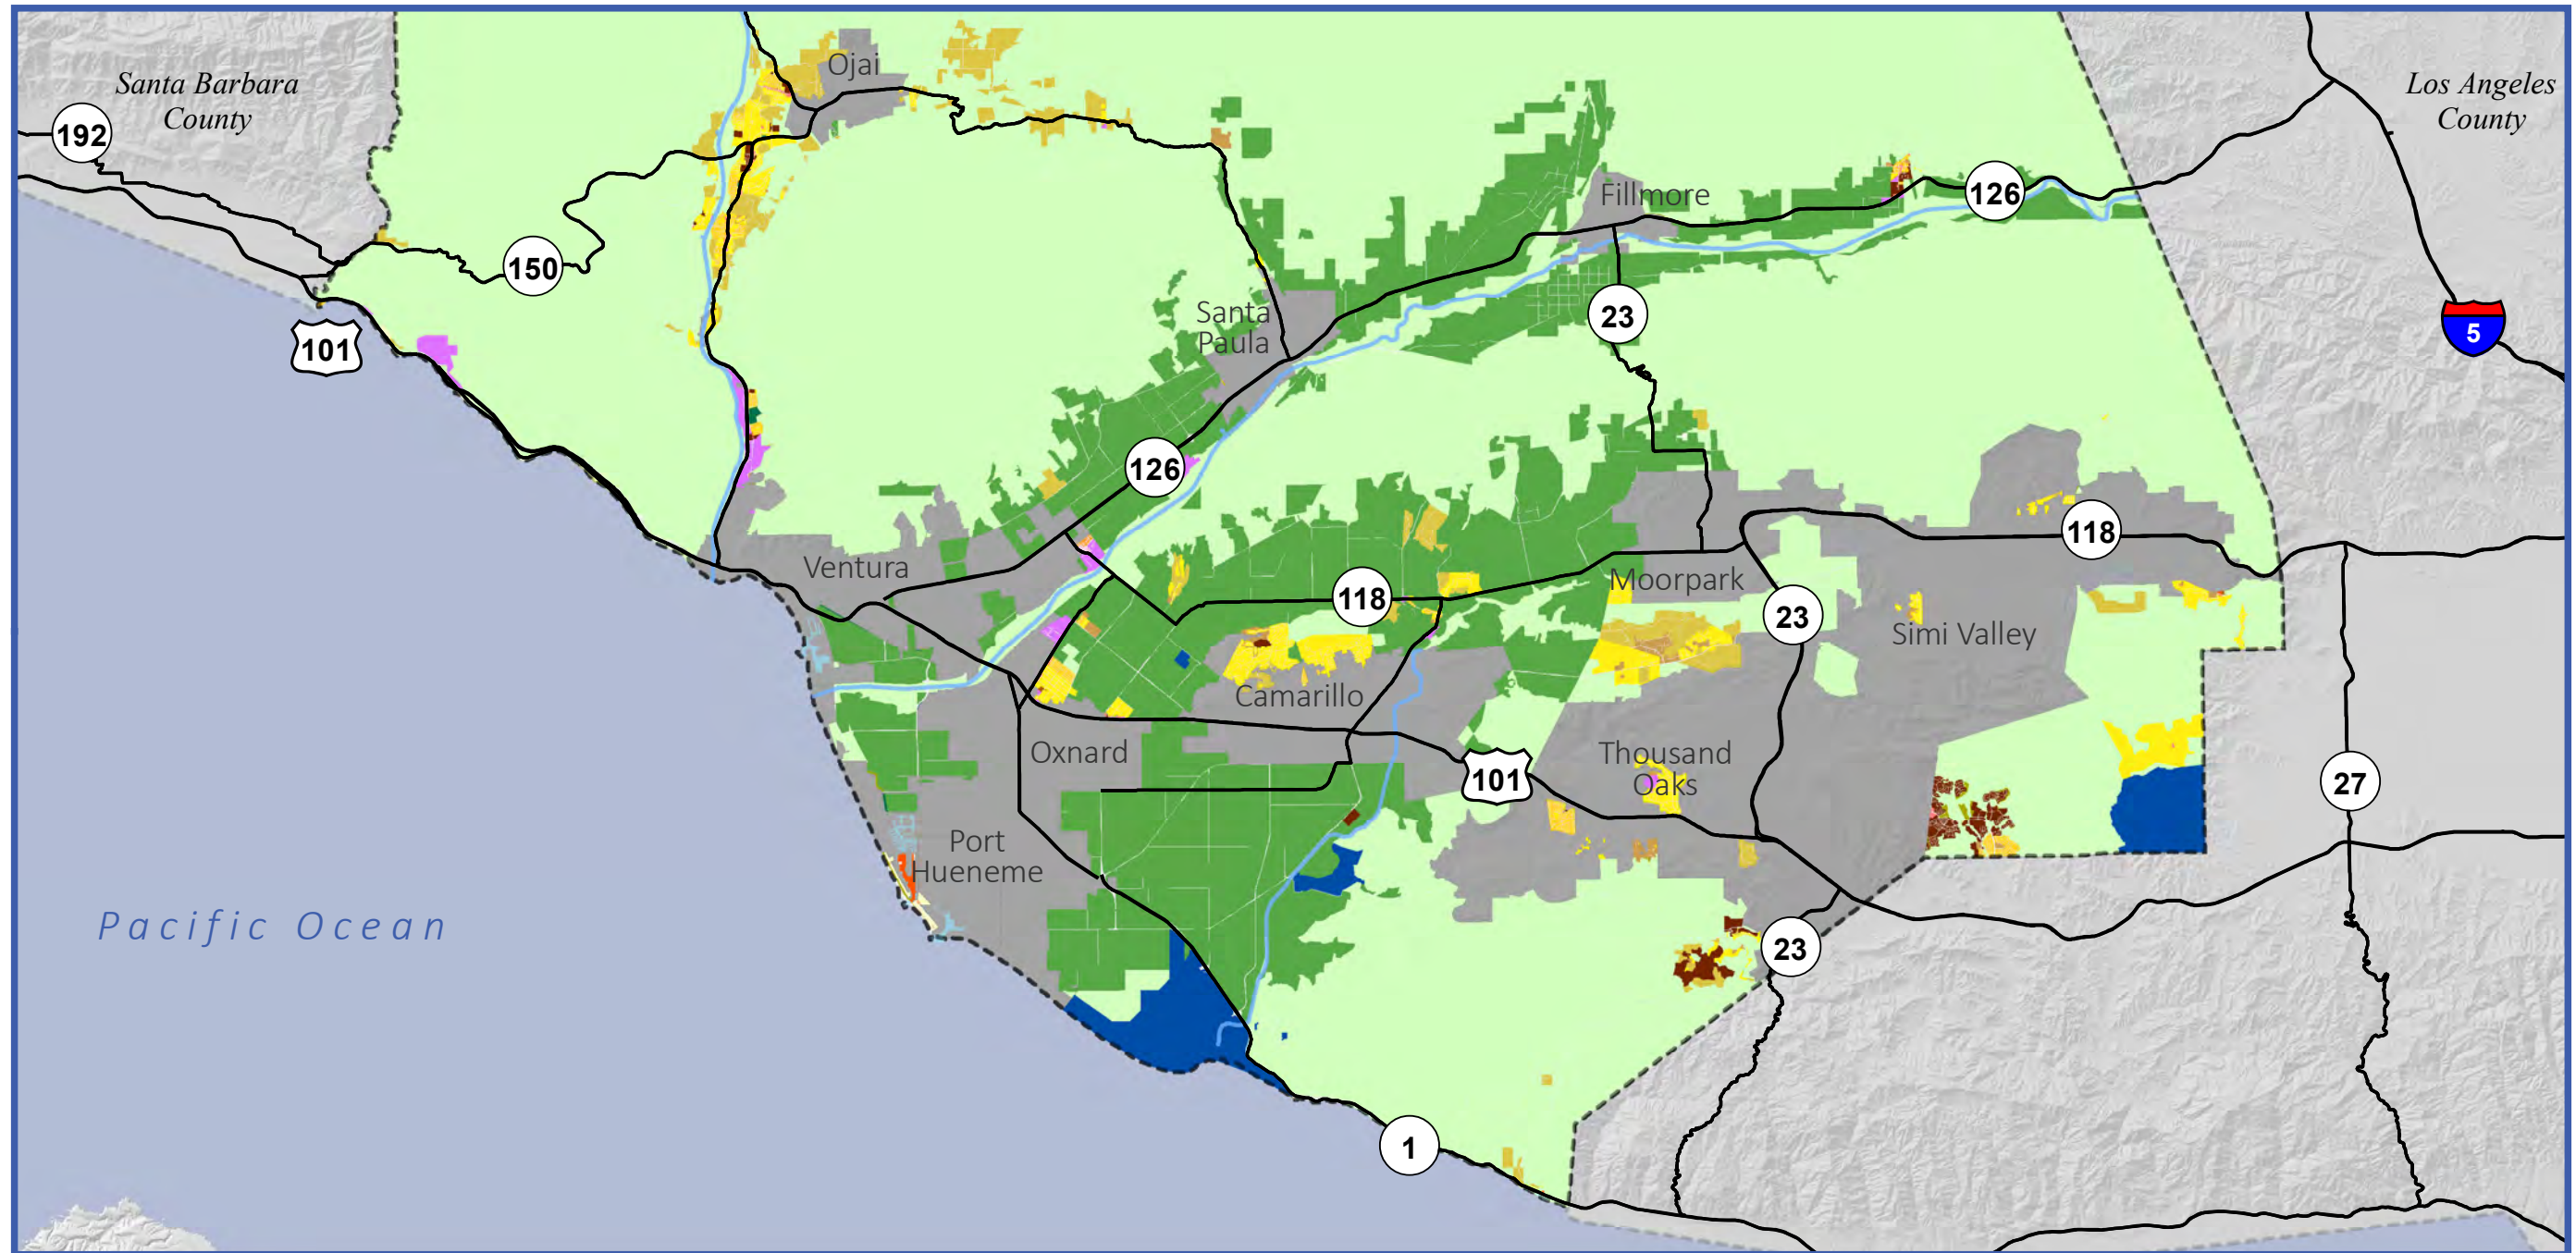 Ojai
Santa Barbara
County
Los Angeles
County
192
Fillmore
126
150
Santa
Paula
23
101
5
126
118
Ventura
118
Moorpark
23
Simi Valley
Camarillo
Oxnard
Thousand
Oaks
101
27
Port
Hueneme
Pacific Ocean
23
1